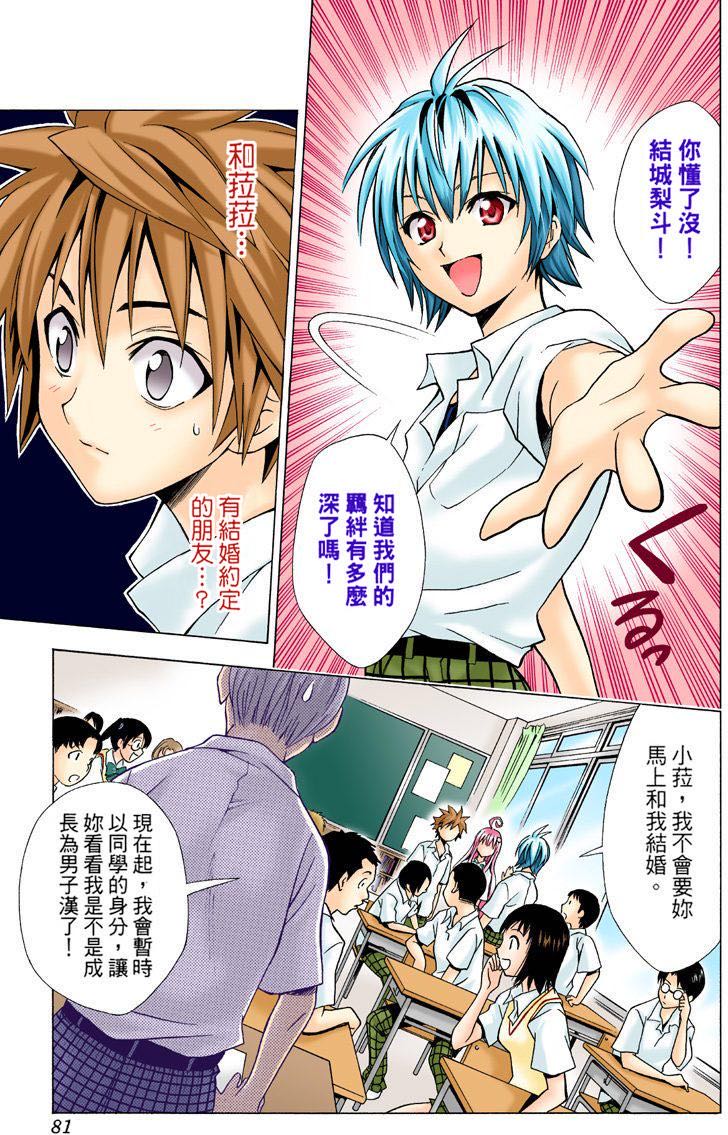 你懂了沒！
結城梨斗！
知道我們的
羈絆有多麼
深了嗎！
くるっ
和菈菈…
有結婚約定
的朋友…？
小菈，我不會要妳
馬上和我結婚。
現在起，我會暫時
以同學的身分，讓
妳看看我是不是成
長為男子漢了！
81